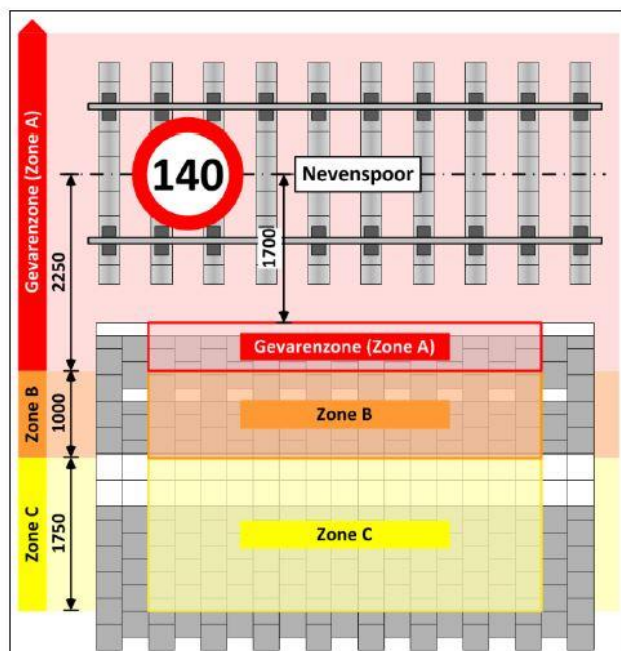 Gevarenzone (Zone A)
2250
140
Nevenspoor
1700
Gevarenzone (Zone A)
Zone B
1000
Zone B
Zone C
1750
Zone C